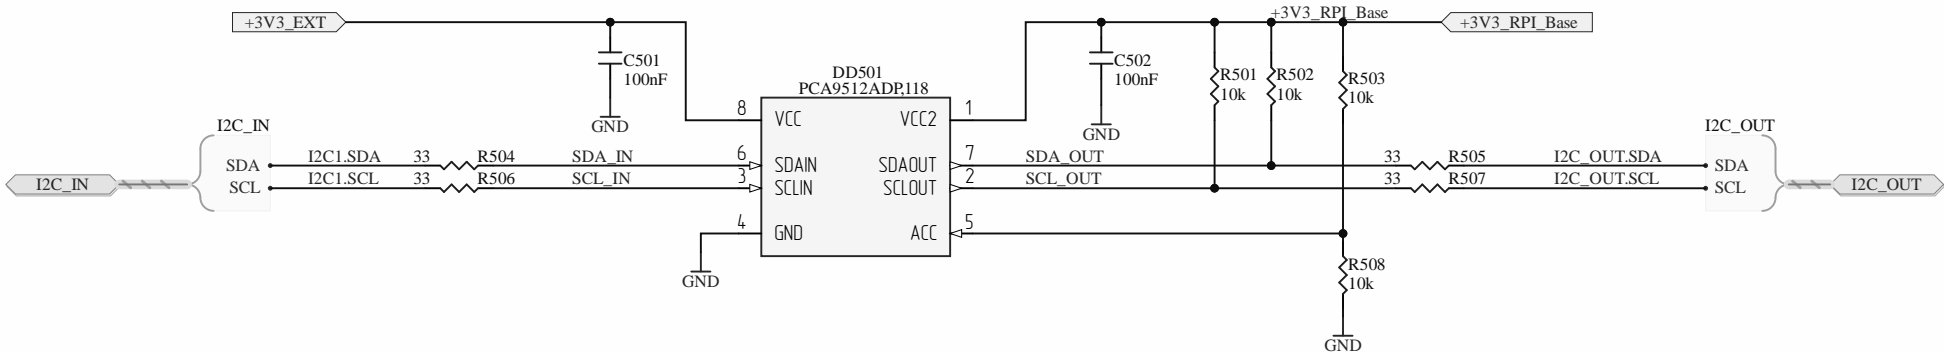 +3V3_EXT
+3V3_RPI_Base
+3V3_RPI_Base
C501
100nF
GND
C502
100nF
GND
R501
10k
R502
10k
R503
10k
DD501
PCA9512ADP,118
8
VCC
VCC2
1
I2C_IN
I2C_IN
SDA
SCL
I2C1.SDA
33
R504
SDA_IN
6
SDAIN
SDAOUT
7
SDA_OUT
33
R505
I2C_OUT.SDA
I2C1.SCL
33
R506
SCL_IN
3
SCLIN
SCLOUT
2
SCL_OUT
33
R507
I2C_OUT.SCL
I2C_OUT
SDA
SCL
I2C_OUT
4
GND
ACC
5
GND
R508
10k
GND